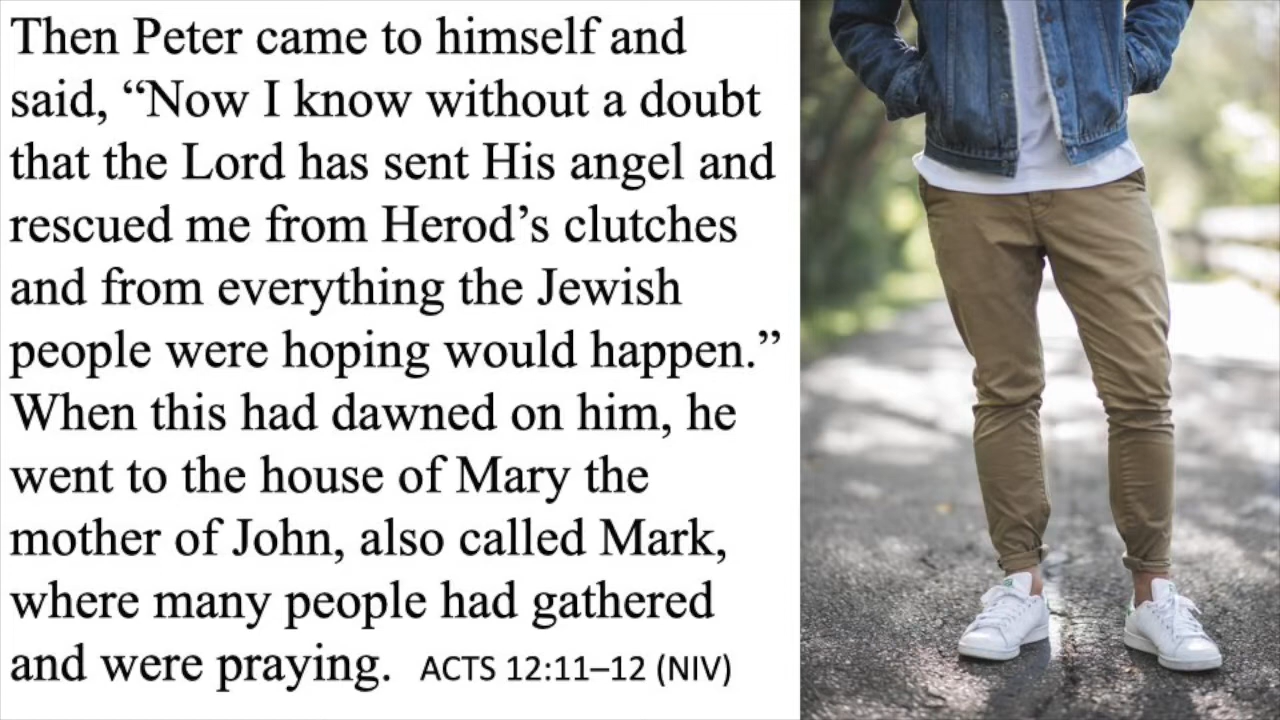 Then Peter came to himself and
said, “Now I know without a doubt
that the Lord has sent His angel and
rescued me from Herod’s clutches
and from everything the Jewish
people were hoping would happen.”
When this had dawned on him, he
went to the house of Mary the
mother of John, also called Mark,
where many people had gathered
and were praying. ACTS 12:11–12 (NIV)